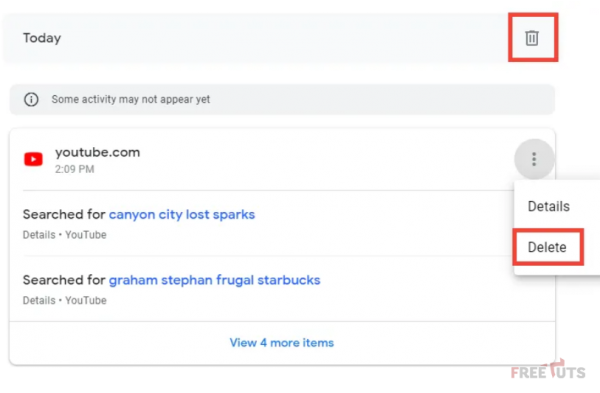 Today
Some activity may not appear yet
youtube.com
2:09 PM
Details
Searched for canyon city lost sparks
Details • YouTube
Delete
Searched for graham stephan frugal starbucks
Details • YouTube
View 4 more items
FREETUTS